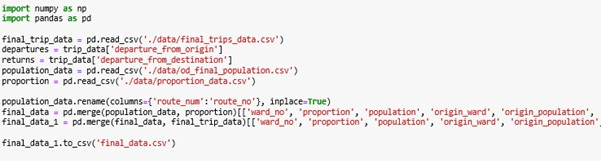 import numpy as np
import pandas as pd
final_trip_data = pd.read_csv('./data/final_trips_data.csv')
departures = trip_data['departure_from_origin']
returns = trip_data['departure_from_destination']
population_data = pd.read_csv('./data/od_final_population.csv')
proportion = pd.read_csv('./data/proportion_data.csv')
population_data.rename(columns={'route_num':'route_no'}, inplace=True)
final_data = pd.merge(population_data, proportion)[['ward_no', 'proportion', 'population', 'origin_ward', 'origin_population',
final_data_1 = pd.merge(final_data, final_trip_data)[['ward_no', 'proportion', 'population', 'origin_ward', 'origin_population',
final_data_1.to_csv('final_data.csv')